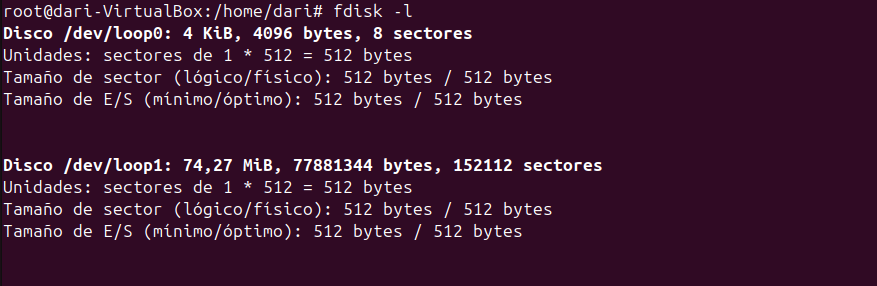 root@dari-VirtualBox:/home/dari# fdisk -l
Disco /dev/loop0: 4 KiB, 4096 bytes, 8 sectores
Unidades: sectores de 1 * 512 = 512 bytes
Tamaño de sector (lógico/físico): 512 bytes / 512 bytes
Tamaño de E/S (mínimo/óptimo): 512 bytes / 512 bytes
Disco /dev/loop1: 74,27 MiB, 77881344 bytes, 152112 sectores
Unidades: sectores de 1 * 512 = 512 bytes
Tamaño de sector (lógico/físico): 512 bytes / 512 bytes
Tamaño de E/S (mínimo/óptimo): 512 bytes / 512 bytes